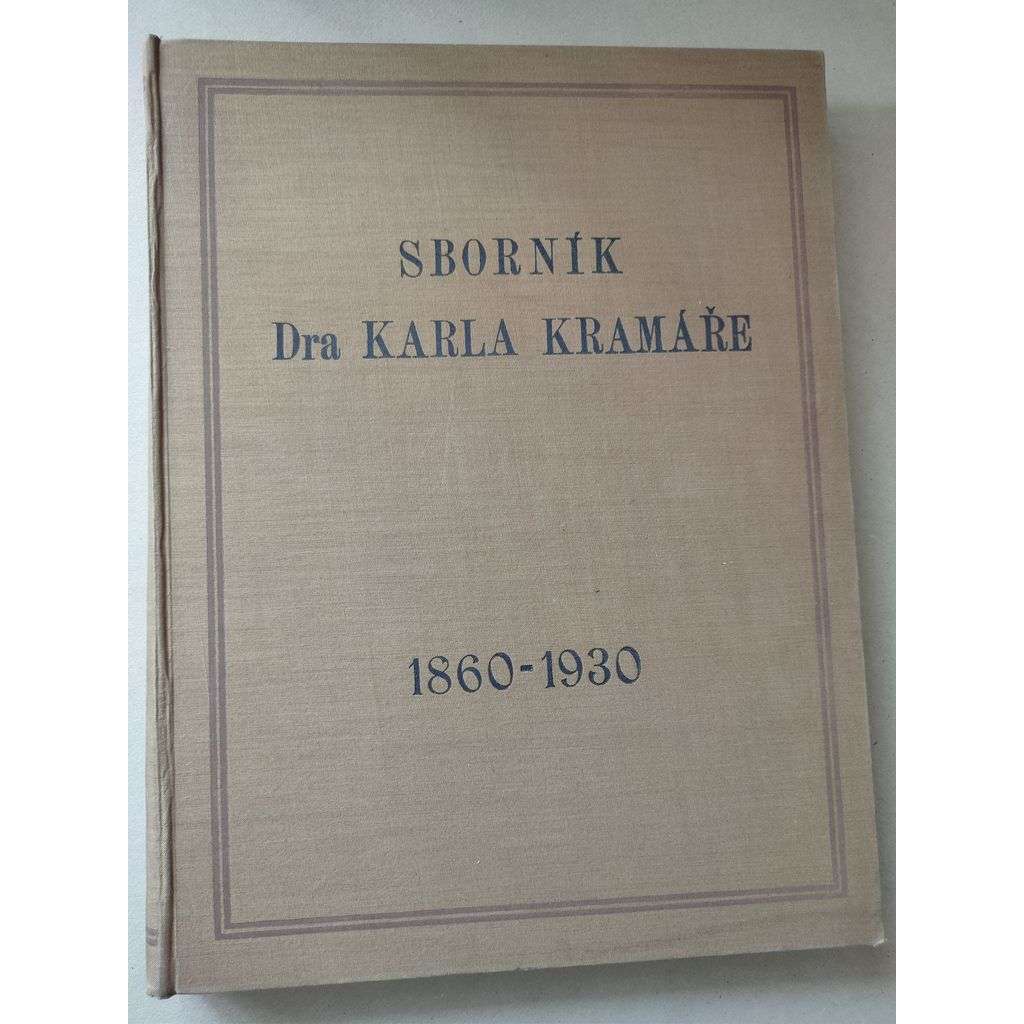 SBORNÍK
Dra KARLA KRAMÁŘE
1860-1930